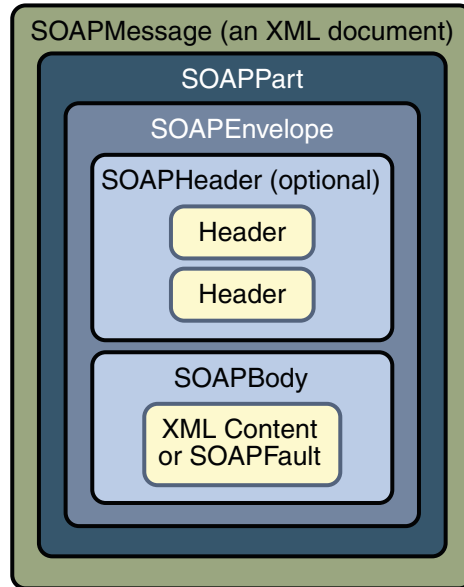 SOAPMessage (an XML document)
SOAPPart
SOAPEnvelope
SOAPHeader (optional)
Header
Header
SOAPBody
XML Content
or SOAPFault